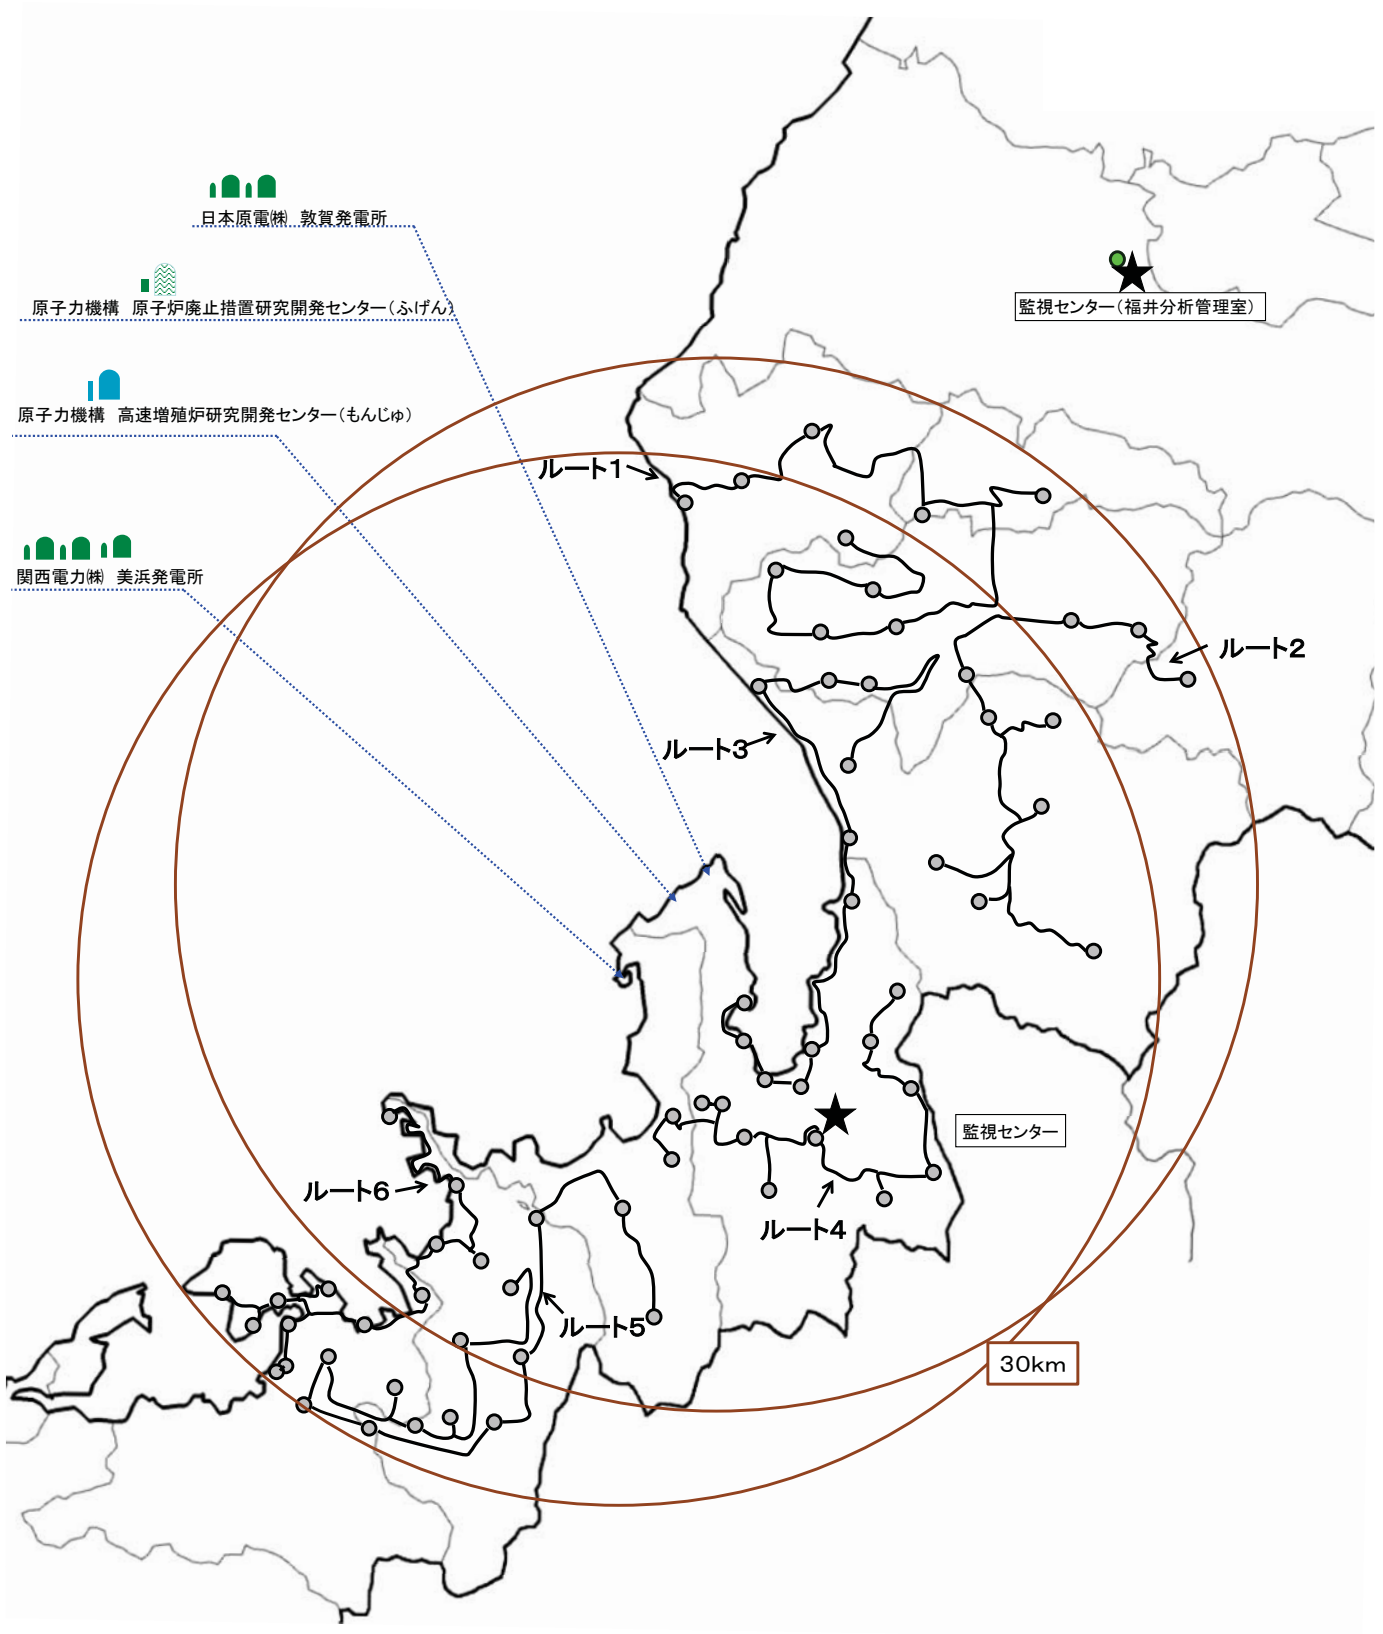 日本原電㈱　敦賀発電所
監視センター（福井分析管理室）
原子力機構　原子炉廃止措置研究開発センター（ふげん）
原子力機構　高速増殖炉研究開発センター（もんじゅ）
ルート1
関西電力㈱　美浜発電所
ルート2
ルート3
監視センター
ルート6
ルート4
ルート5
30km